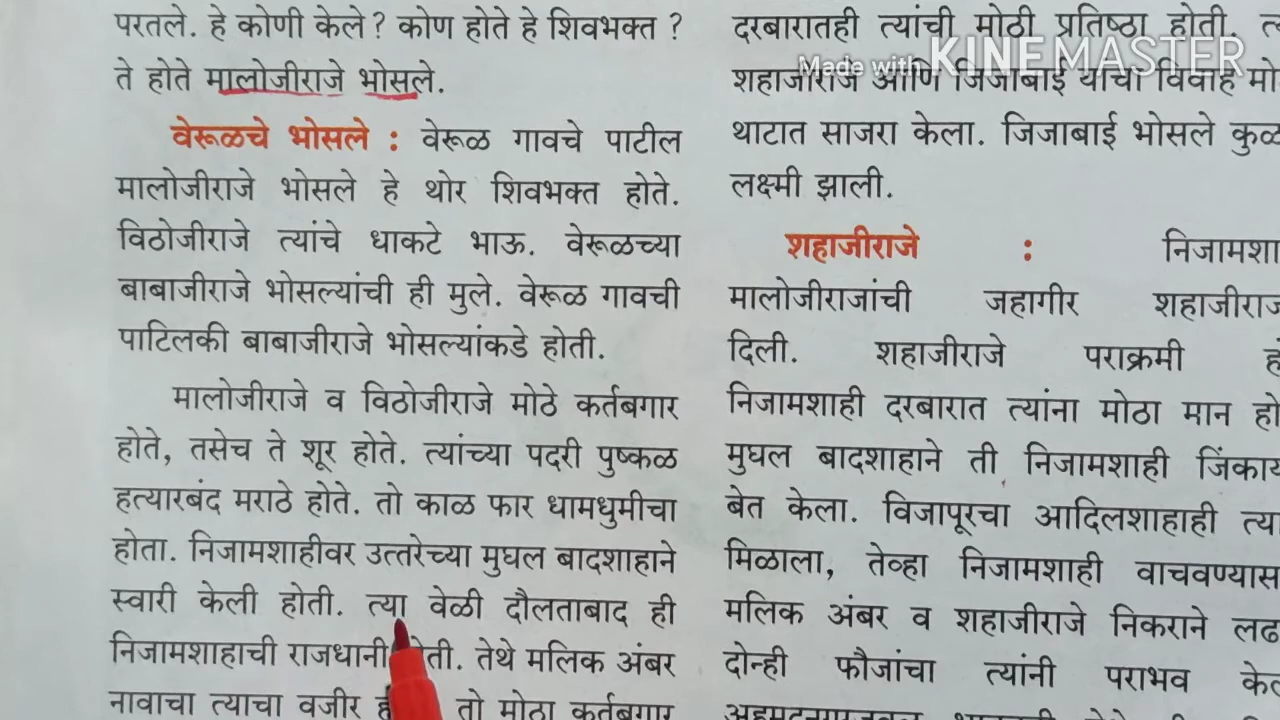 परतले. हे कोणी केले ? कोण होते हे शिवभक्त ?
ते होते मालोजीराजे भोसले.
वेरूळचे भोसले : वेरूळ गावचे पाटील
मालोजीराजे भोसले हे थोर शिवभक्त होते.
विठोजीराजे त्यांचे धाकटे भाऊ. वेरूळच्या
बाबाजीराजे भोसल्यांची ही मुले. वेरूळ गावची
पाटिलकी बाबाजीराजे भोसल्यांकडे होती.
मालोजीराजे व विठोजीराजे मोठे कर्तबगार
होते, तसेच ते शूर होते. त्यांच्या पदरी पुष्कळ
हत्यारबंद मराठे होते. तो काळ फार धामधुमीचा
होता. निजामशाहीवर उत्तरेच्या मुघल बादशाहाने
स्वारी केली होती. त्या वेळी दौलताबाद ही
निजामशाहाची राजधानी होती. तेथे मलिक अंबर
नावाचा त्याचा वजीर तो मोठा कर्तबगार
दरबारातही त्यांची मोठी प्रतिष्ठा होती.
शहाजीराजे आणि जिजाबाई यांचा विवाह
थाटात साजरा केला. जिजाबाई भोसले
लक्ष्मी झाली.
शहाजीराजे :
मालोजीराजांची जहागीर
दिली. शहाजीराजे पराक्रमी
निजामशाही दरबारात त्यांना मोठा मान
मुघल बादशाहाने ती निजामशाही
बेत केला. विजापूरचा आदिलशाहाही
मिळाला, तेव्हा निजामशाही
मलिक अंबर व शहाजीराजे निकराने
दोन्ही फौजांचा त्यांनी पराभव
Made with KINEMASTER